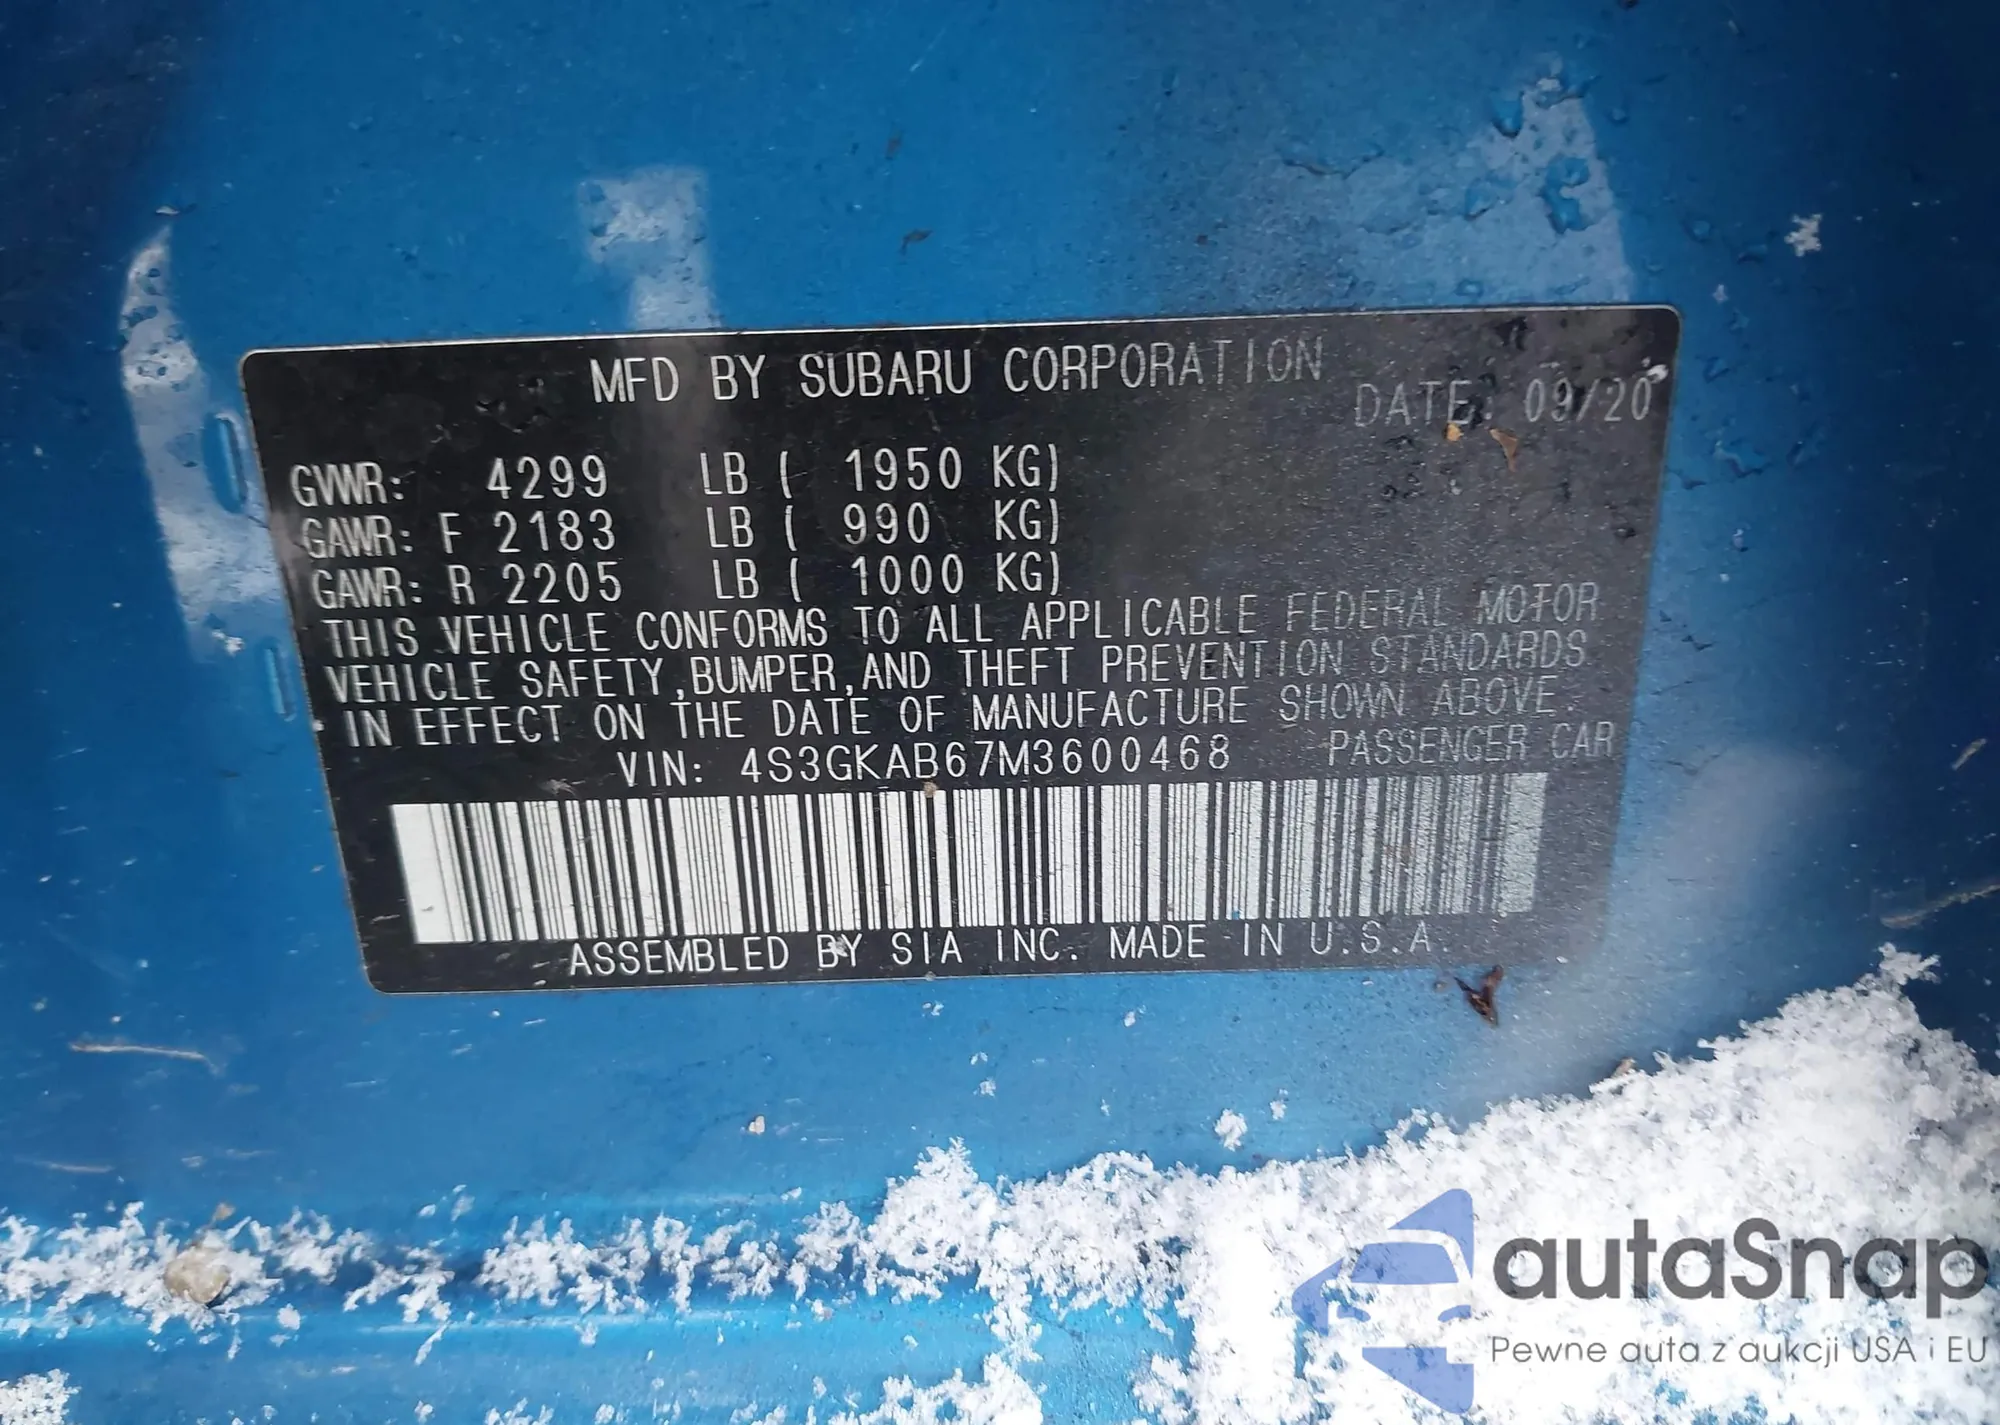 MFD BY SUBARU CORPORATION
DATE: 09/20
GVWR: 4299 LB ( 1950 KG)
GAWR: F 2183 LB ( 990 KG)
GAWR: R 2205 LB ( 1000 KG)
THIS VEHICLE CONFORMS TO ALL APPLICABLE FEDERAL MOTOR
VEHICLE SAFETY,BUMPER,AND THEFT PREVENTION STANDARDS
IN EFFECT ON THE DATE OF MANUFACTURE SHOWN ABOVE.
VIN: 4S3GKAB67M3600468 PASSENGER CAR
ASSEMBLED BY SIA INC. MADE IN U.S.A.
autaSnap
Pewne auta z aukcji USA i EU